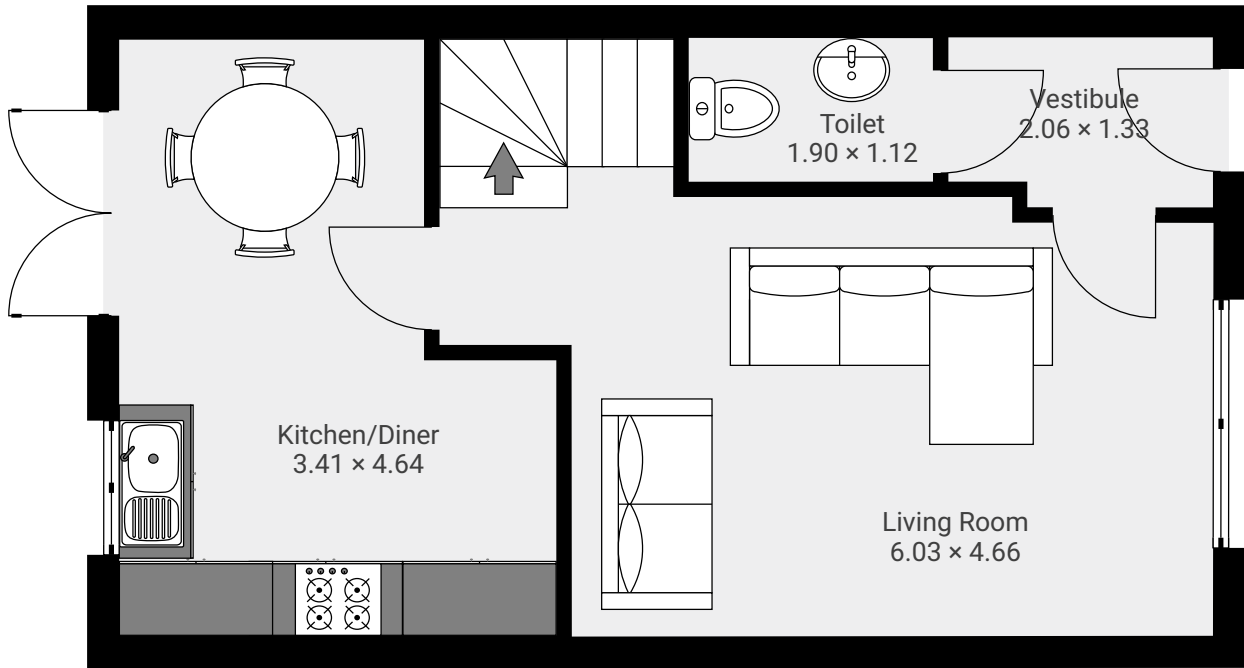 Toilet
1.90 × 1.12
Vestibule
2.06 × 1.33
Kitchen/Diner
3.41 × 4.64
Living Room
6.03 × 4.66